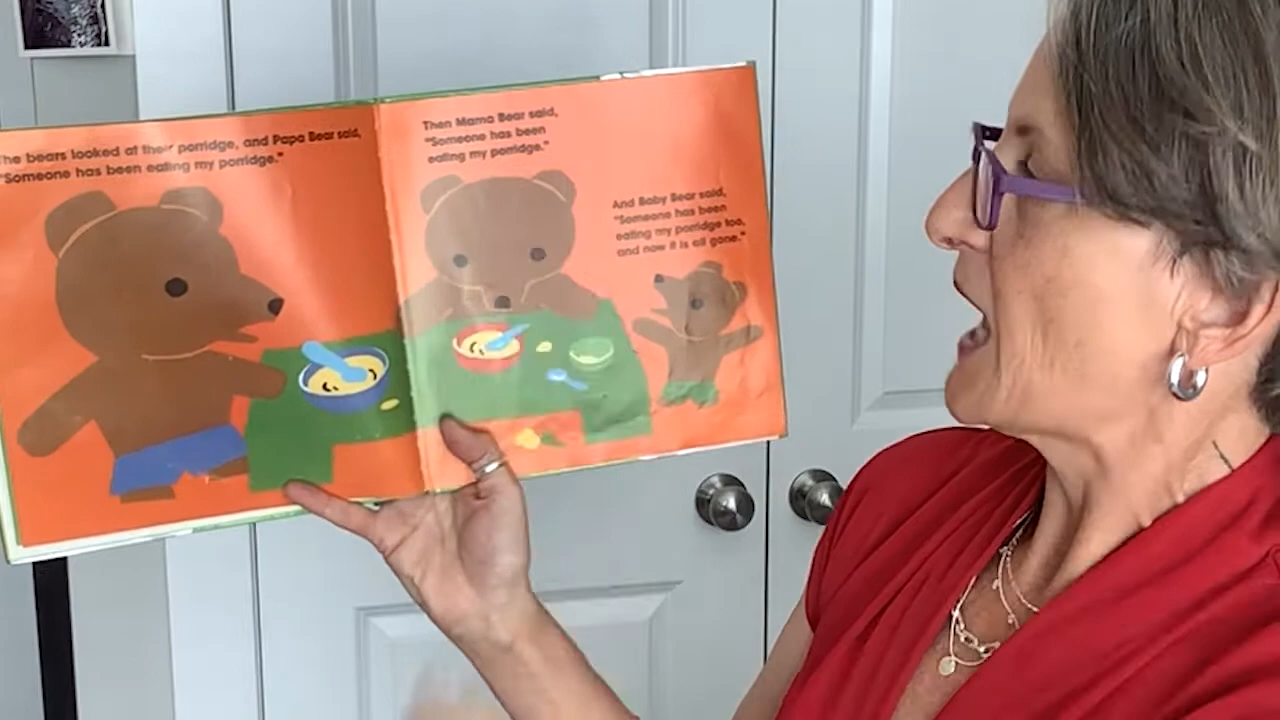 The bears looked at their porridge, and Papa Bear said,
"Someone has been eating my porridge."
Then Mama Bear said,
"Someone has been
eating my porridge."
And Baby Bear said,
"Someone has been
eating my porridge too,
and now it is all gone."